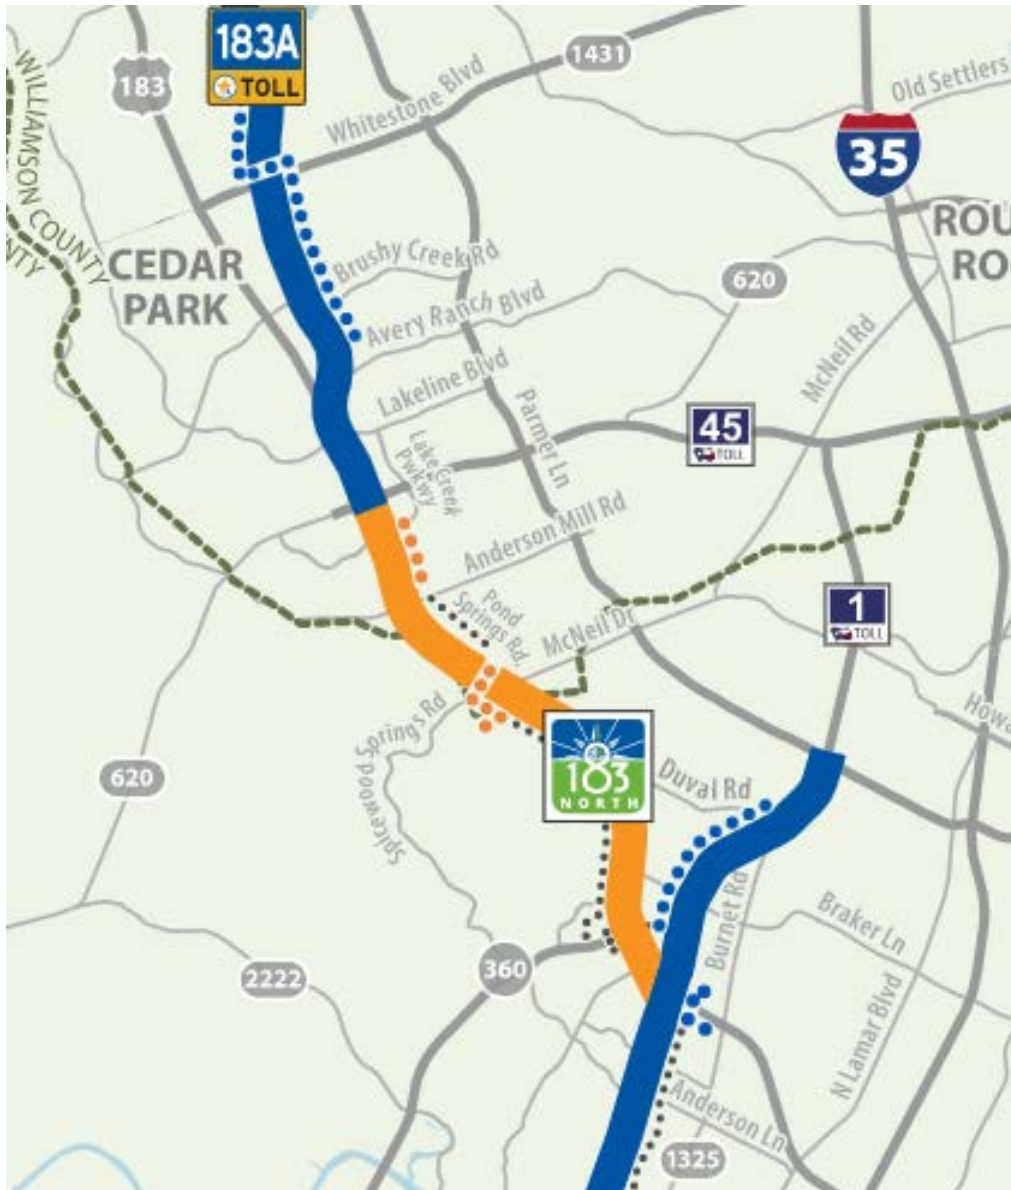 183A
TOLL
183
1431
Old Settlers
Whitestone Blvd
35
WILLIAMSON COUNTY
NTY
ROU
RO
CEDAR
PARK
Brushy Creek Rd
620
Avery Ranch Blvd
McNeil Rd
Lakeline Blvd
Parmer Ln
45
TOLL
Lake Creek
Pwkwy
Anderson Mill Rd
Pond
Springs Rd.
1
TOLL
McNeil Dr
Spicewood Springs Rd
Howa
183
NORTH
620
Duval Rd
Burnet Rd
Braker Ln
360
2222
N Lamar Blvd
Anderson Ln
1325